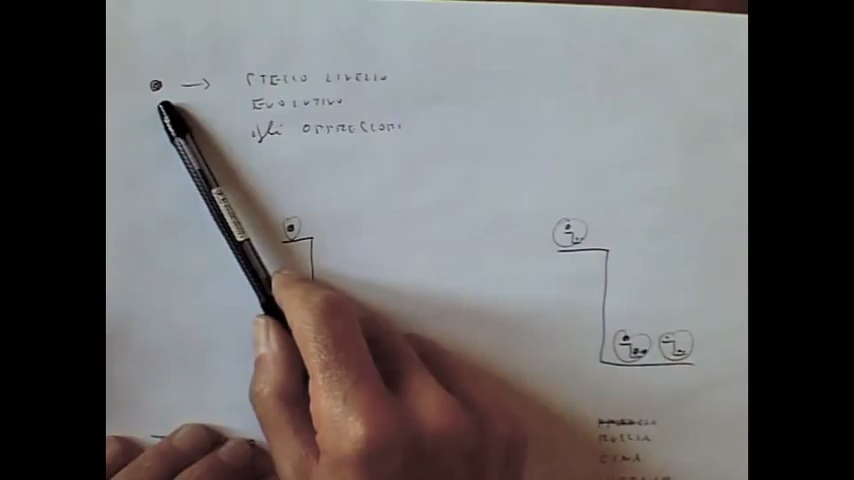 STESSO LIVELLO
EVOLUTIVO
degli OPPRESSORI
RUSSIA
CINA